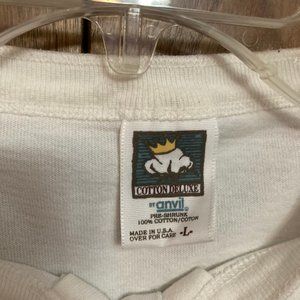 COTTON DELUXE
BY anvil®
PRE-SHRUNK
100% COTTON/COTON
MADE IN U.S.A.
OVER FOR CARE -L-